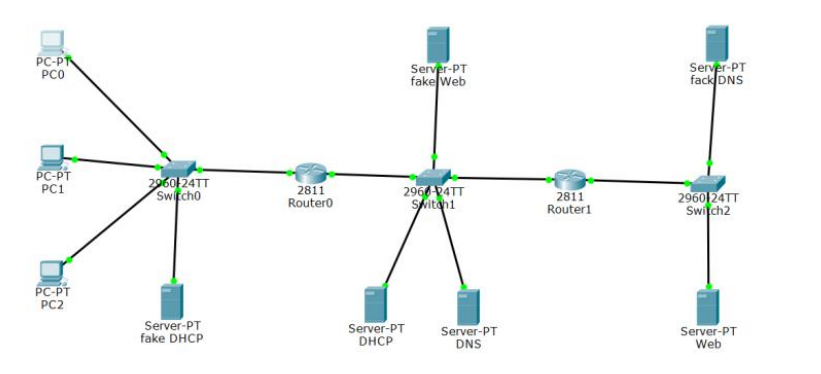 PC-PT
PC0
PC-PT
PC1
PC-PT
PC2
2960-24TT
Switch0
Server-PT
fake DHCP
2811
Router0
Server-PT
fake Web
2960-24TT
Switch1
Server-PT
DHCP
Server-PT
DNS
2811
Router1
Server-PT
fack DNS
2960-24TT
Switch2
Server-PT
Web